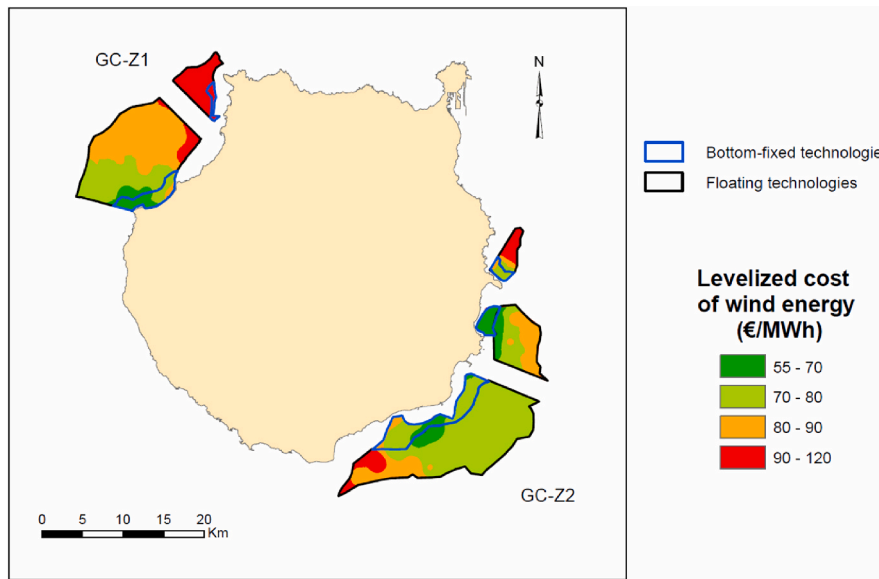 GC-Z1
N
Bottom-fixed technologie
Floating technologies
Levelized cost
of wind energy
(€/MWh)
55 - 70
70 - 80
80 - 90
90 - 120
GC-Z2
0 5 10 15 20
Km